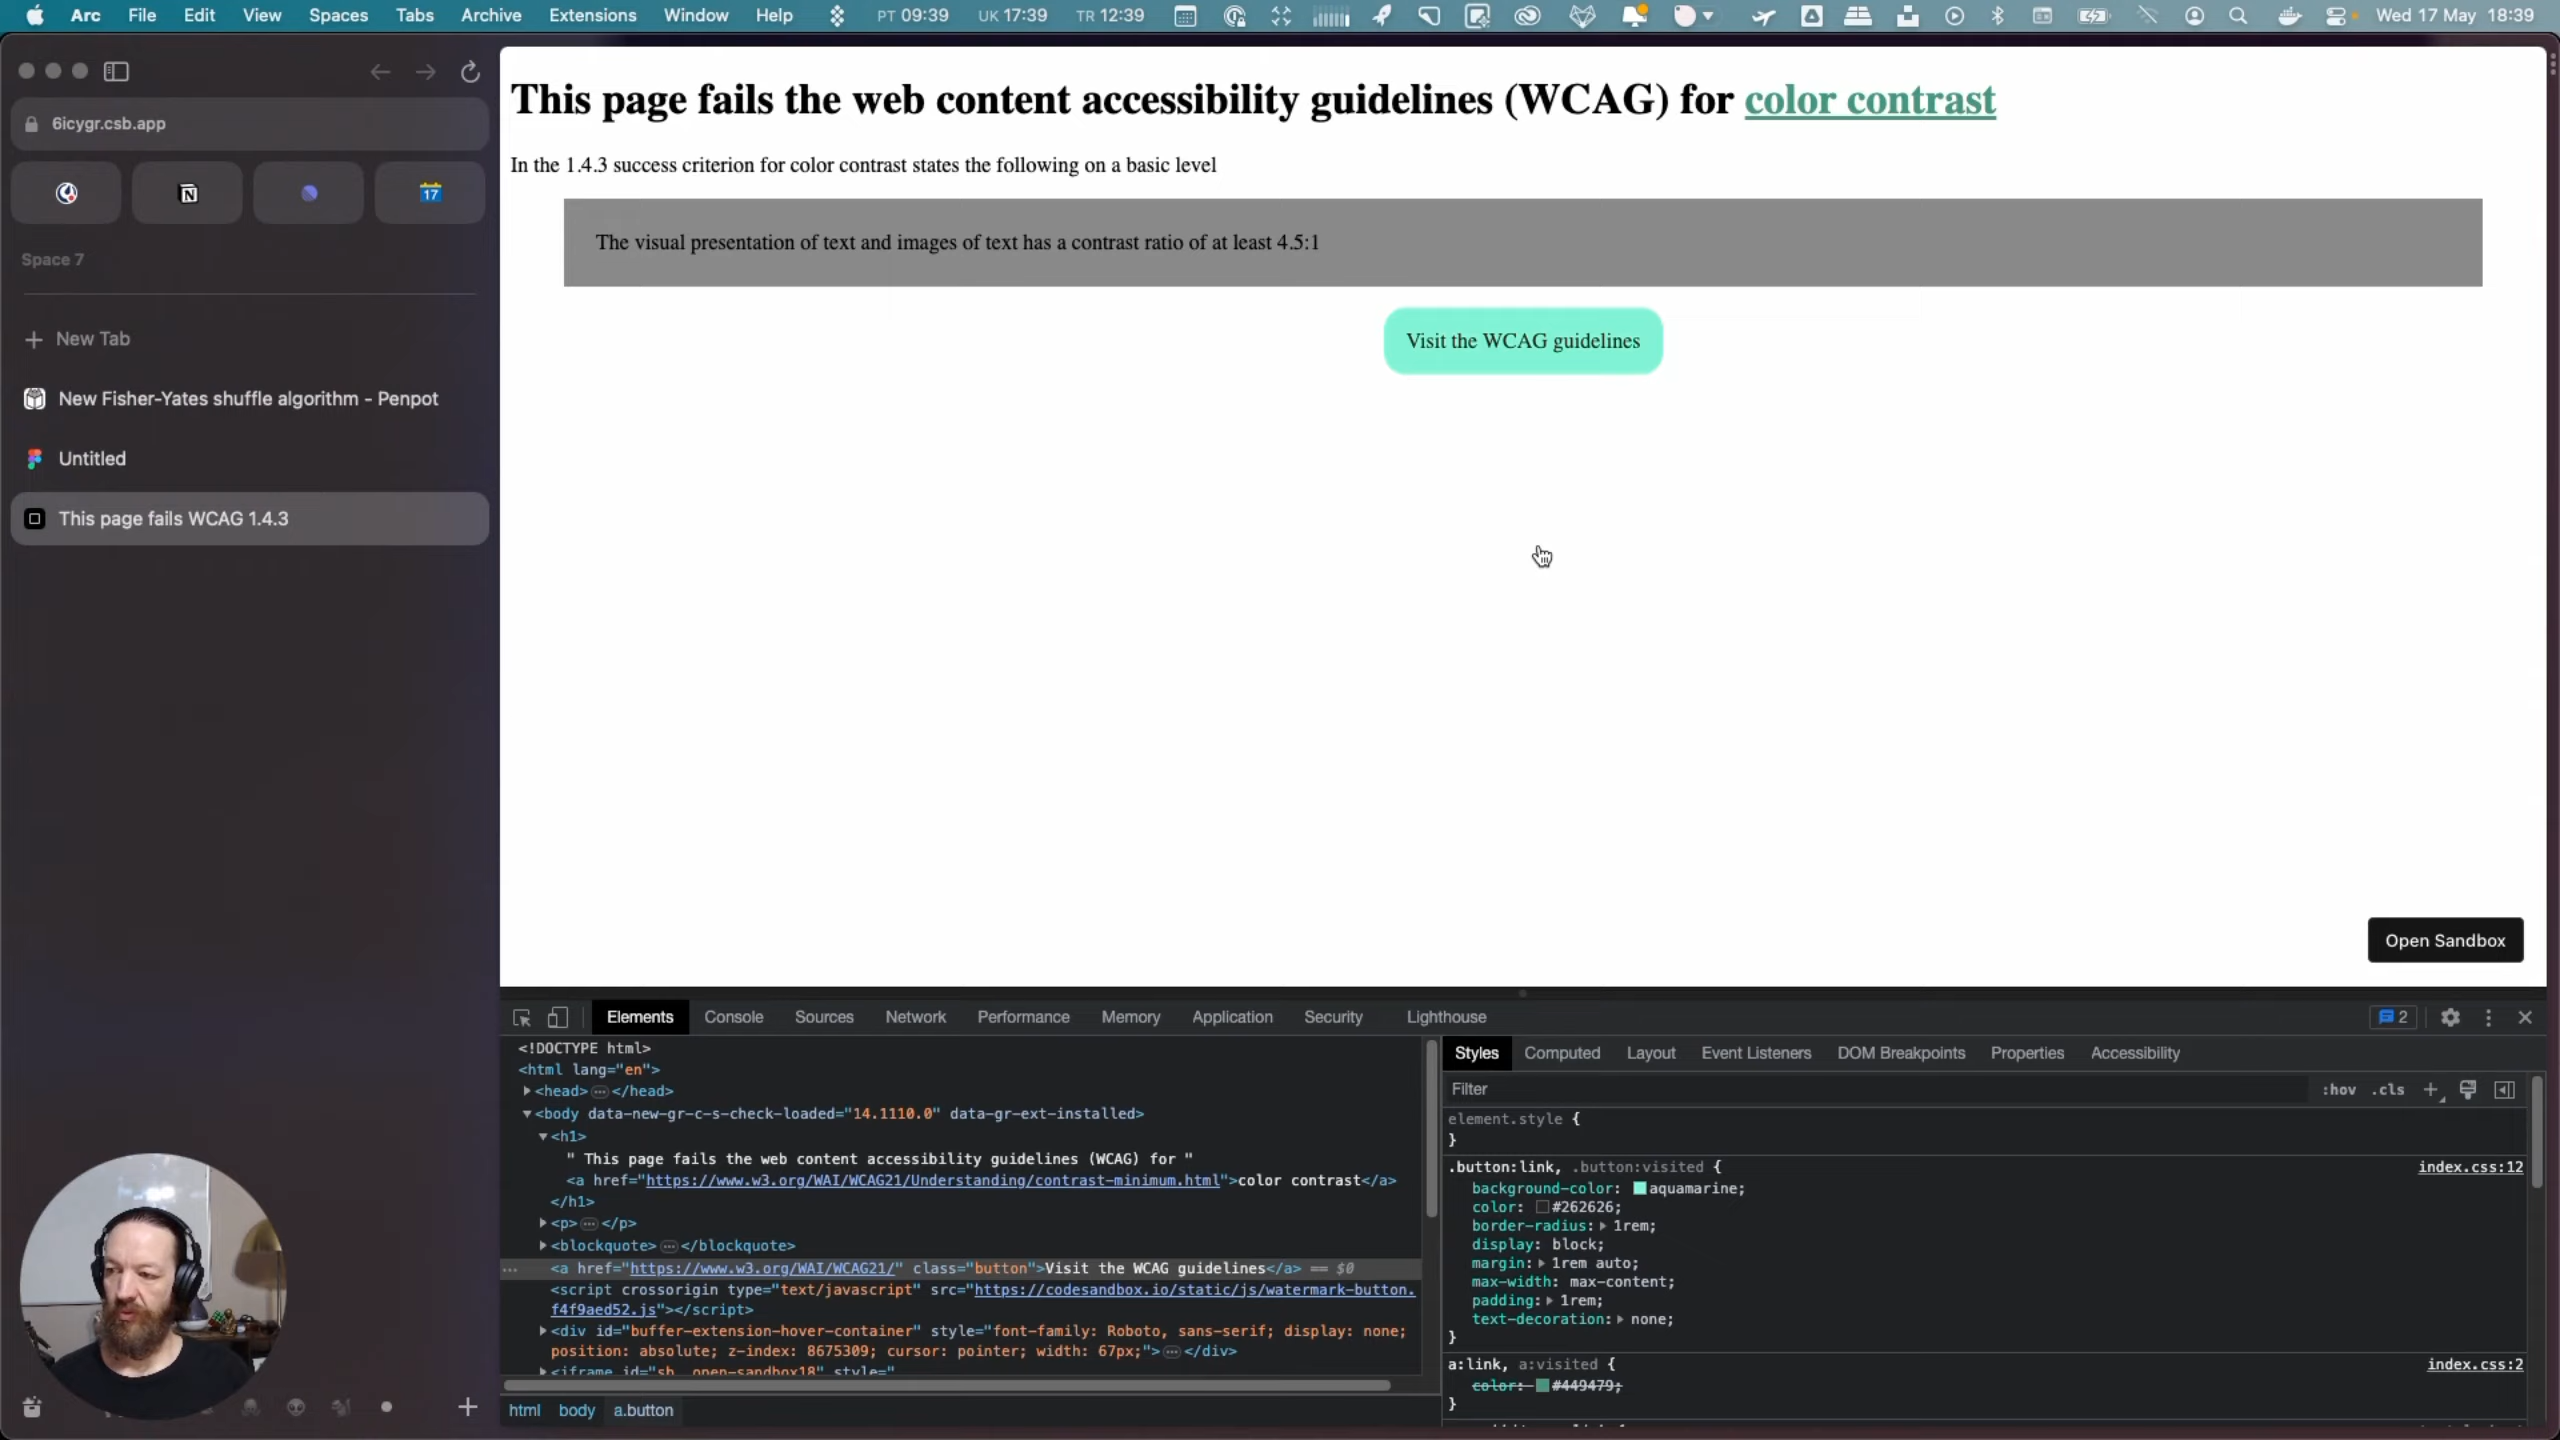 Arc File Edit View Spaces Tabs Archive Extensions Window Help PT 09:39 UK 17:39 TR 12:39 Wed 17 May 18:39
6icygr.csb.app
17
Space 7
New Tab
New Fisher-Yates shuffle algorithm - Penpot
Untitled
This page fails WCAG 1.4.3
This page fails the web content accessibility guidelines (WCAG) for color contrast
In the 1.4.3 success criterion for color contrast states the following on a basic level
The visual presentation of text and images of text has a contrast ratio of at least 4.5:1
Visit the WCAG guidelines
Open Sandbox
Elements Console Sources Network Performance Memory Application Security Lighthouse 2
<!DOCTYPE html>
<html lang="en">
<head> … </head>
<body data-new-gr-c-s-check-loaded="14.1110.0" data-gr-ext-installed>
<h1>
" This page fails the web content accessibility guidelines (WCAG) for "
<a href="https://www.w3.org/WAI/WCAG21/Understanding/contrast-minimum.html">color contrast</a>
</h1>
<p> … </p>
<blockquote> … </blockquote>
… <a href="https://www.w3.org/WAI/WCAG21/" class="button">Visit the WCAG guidelines</a> == $0
<script crossorigin type="text/javascript" src="https://codesandbox.io/static/js/watermark-button.
f4f9aed52.js"></script>
<div id="buffer-extension-hover-container" style="font-family: Roboto, sans-serif; display: none;
position: absolute; z-index: 8675309; cursor: pointer; width: 67px;"> … </div>
<iframe id="sb__open-sandbox18" style="
html body a.button
Styles Computed Layout Event Listeners DOM Breakpoints Properties Accessibility
Filter :hov .cls
element.style {
}
.button:link, .button:visited { index.css:12
background-color: aquamarine;
color: #262626;
border-radius: 1rem;
display: block;
margin: 1rem auto;
max-width: max-content;
padding: 1rem;
text-decoration: none;
}
a:link, a:visited { index.css:2
color: #449479;
}